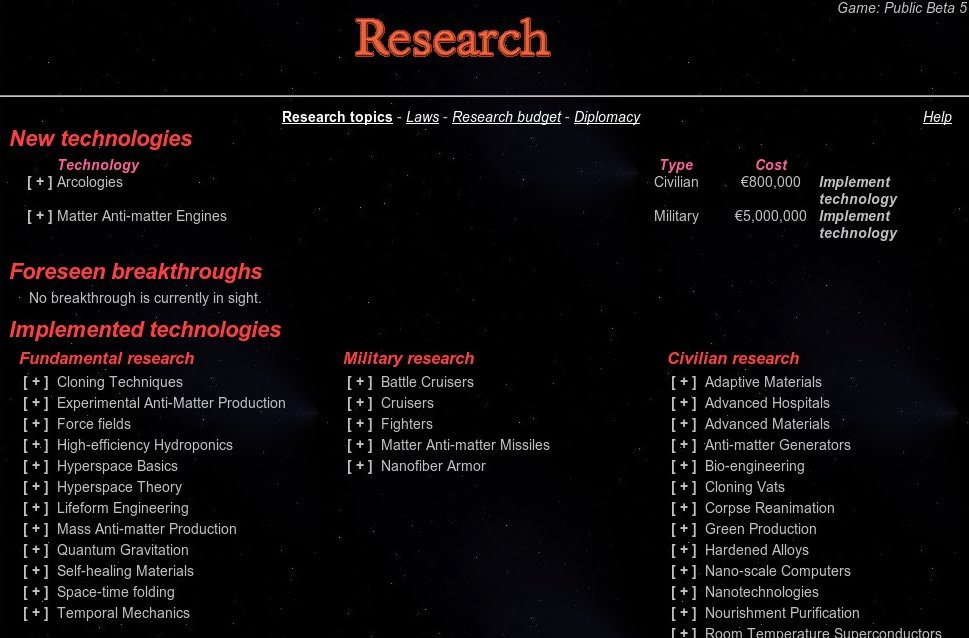 Game: Public Beta 5
Research
Research topics - Laws - Research budget - Diplomacy
Help
New technologies
Technology Type Cost
[ + ] Arcologies Civilian €800,000 Implement technology
[ + ] Matter Anti-matter Engines Military €5,000,000 Implement technology
Foreseen breakthroughs
No breakthrough is currently in sight.
Implemented technologies
Fundamental research
[ + ] Cloning Techniques
[ + ] Experimental Anti-Matter Production
[ + ] Force fields
[ + ] High-efficiency Hydroponics
[ + ] Hyperspace Basics
[ + ] Hyperspace Theory
[ + ] Lifeform Engineering
[ + ] Mass Anti-matter Production
[ + ] Quantum Gravitation
[ + ] Self-healing Materials
[ + ] Space-time folding
[ + ] Temporal Mechanics
Military research
[ + ] Battle Cruisers
[ + ] Cruisers
[ + ] Fighters
[ + ] Matter Anti-matter Missiles
[ + ] Nanofiber Armor
Civilian research
[ + ] Adaptive Materials
[ + ] Advanced Hospitals
[ + ] Advanced Materials
[ + ] Anti-matter Generators
[ + ] Bio-engineering
[ + ] Cloning Vats
[ + ] Corpse Reanimation
[ + ] Green Production
[ + ] Hardened Alloys
[ + ] Nano-scale Computers
[ + ] Nanotechnologies
[ + ] Nourishment Purification
[ + ] Room Temperature Superconductors